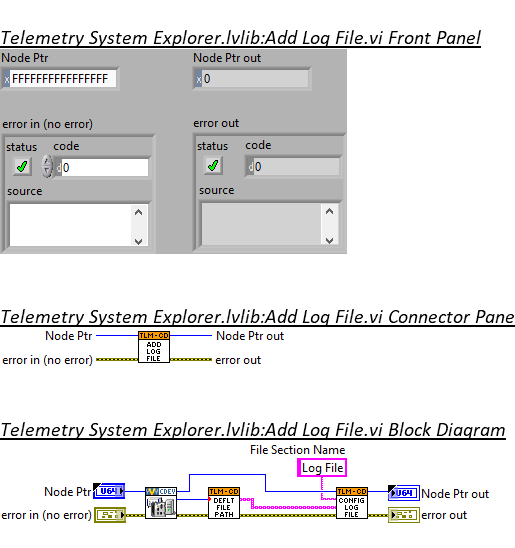 Telemetry System Explorer.lvlib:Add Log File.vi Front Panel
Node Ptr
Node Ptr out
x FFFFFFFFFFFFFFFF
x 0
error in (no error)
error out
status code
status code
d 0
d 0
source
source
Telemetry System Explorer.lvlib:Add Log File.vi Connector Pane
Node Ptr
TLM-CD
ADD
LOG
FILE
Node Ptr out
error in (no error)
error out
Telemetry System Explorer.lvlib:Add Log File.vi Block Diagram
File Section Name
Log File
Node Ptr
U64
CDEV
TLM-CD
DEFLT
FILE
PATH
TLM-CD
CONFIG
LOG
FILE
U64
Node Ptr out
error in (no error)
error out